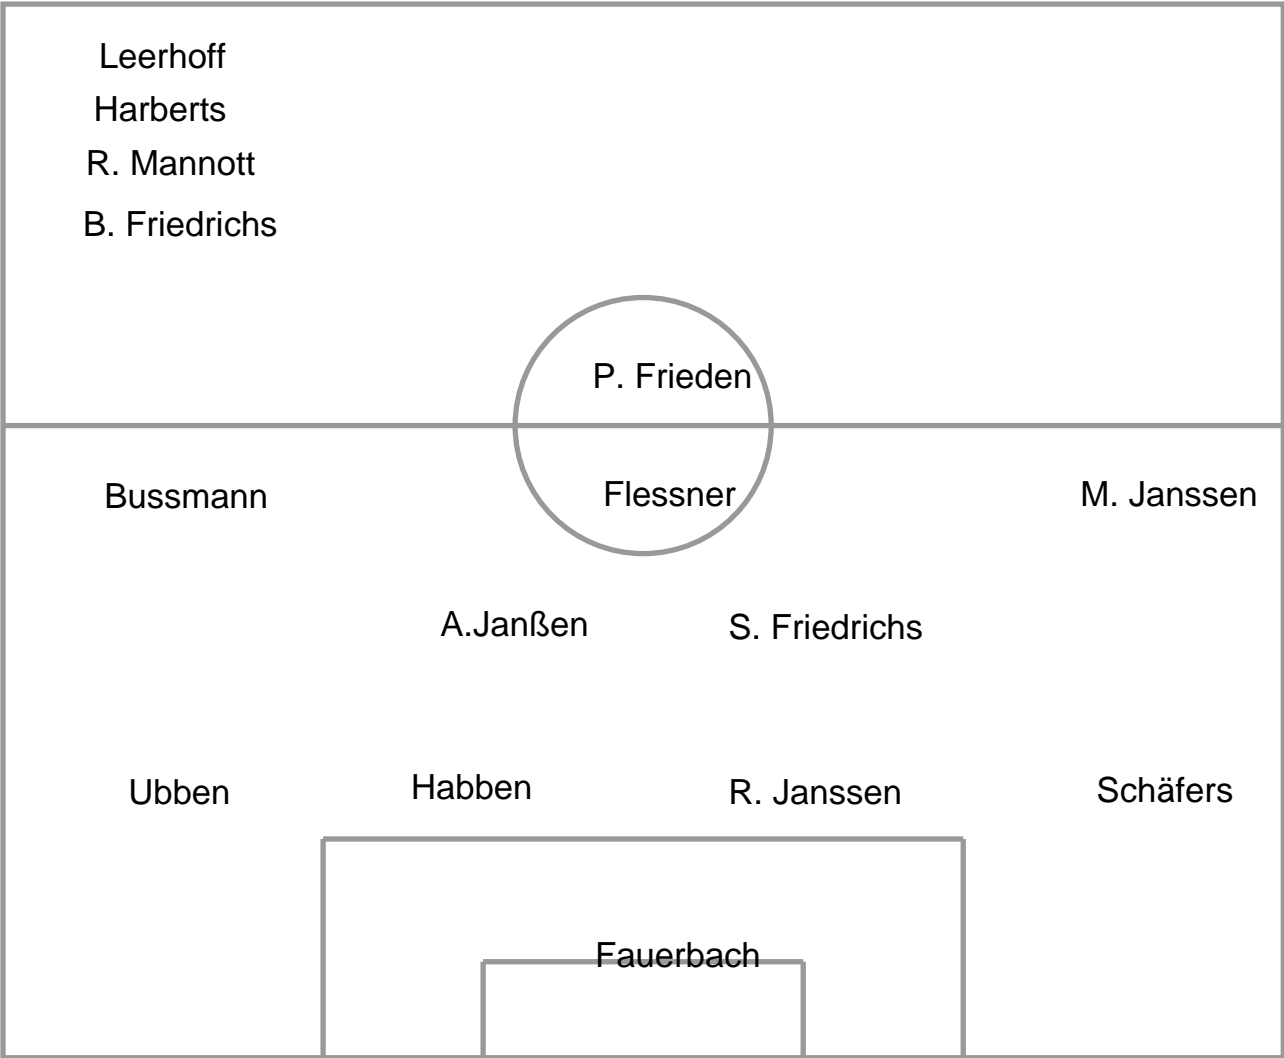 Leerhoff
Harberts
R. Mannott
B. Friedrichs
P. Frieden
Bussmann
Flessner
M. Janssen
A.Janßen
S. Friedrichs
Ubben
Habben
R. Janssen
Schäfers
Fauerbach